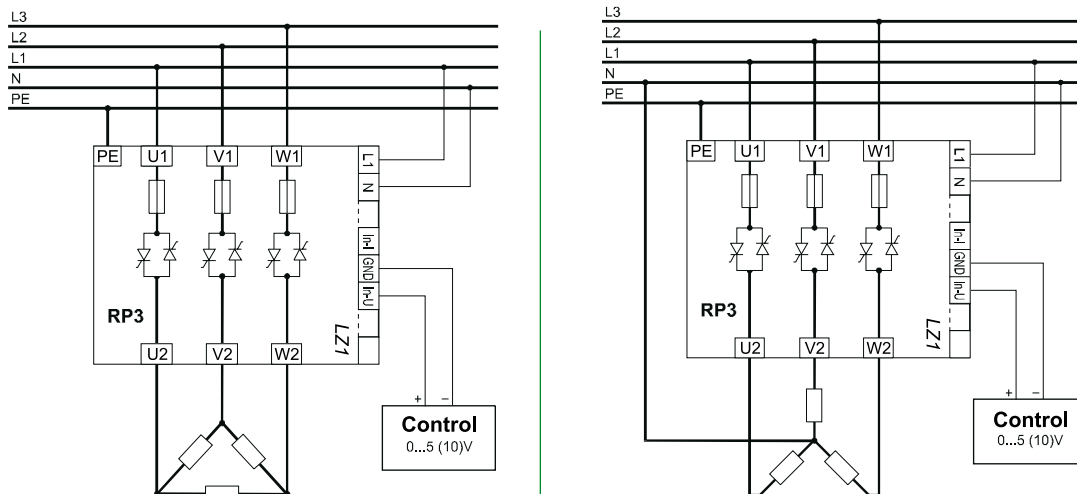 L3
L2
L1
N
PE
PE
U1
V1
W1
L1
N
In-I
GND
In-U
RP3
LZ1
U2
V2
W2
+ −
Control
0...5 (10)V
L3
L2
L1
N
PE
PE
U1
V1
W1
L1
N
In-I
GND
In-U
RP3
LZ1
U2
V2
W2
+ −
Control
0...5 (10)V